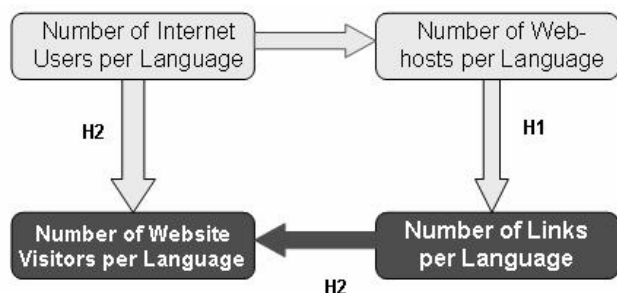 Number of Internet
Users per Language
Number of Web-
hosts per Language
H2
H1
Number of Website
Visitors per Language
Number of Links
per Language
H2